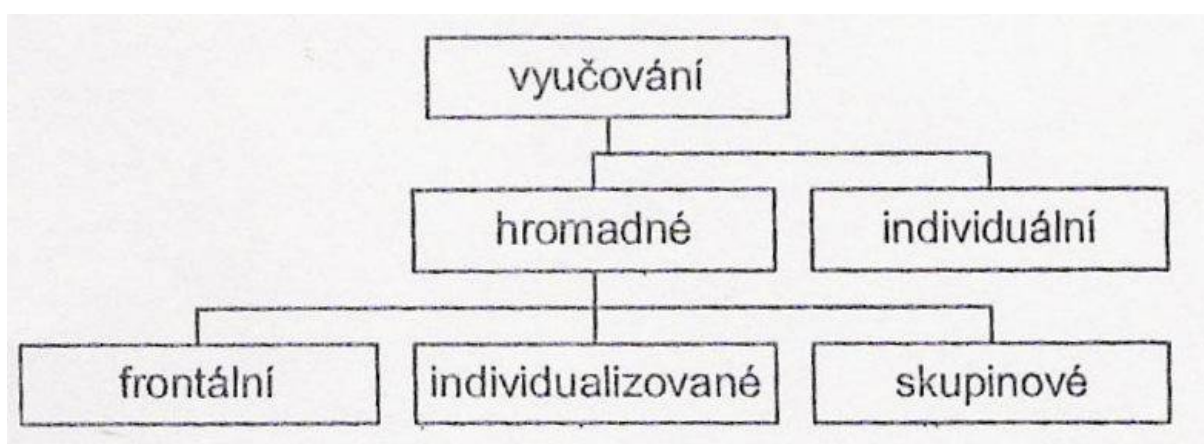 vyučování
hromadné
individuální
frontální
individualizované
skupinové